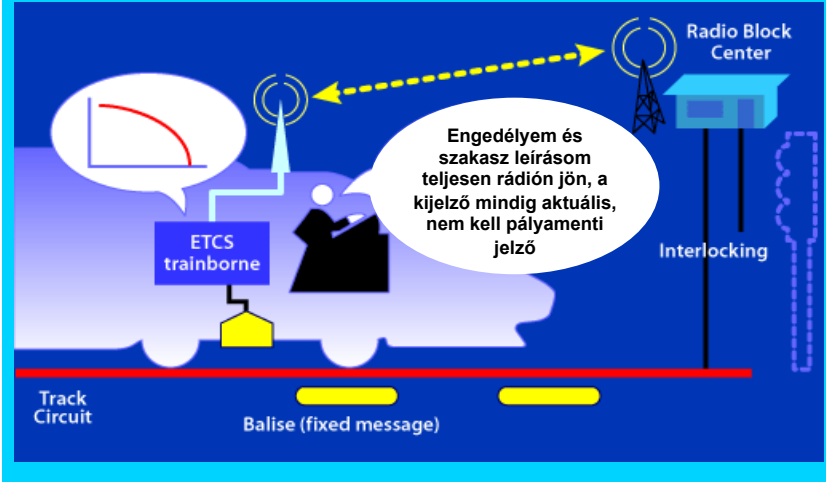 Radio Block
Center
Engedélyem és
szakasz leírásom
teljesen rádión jön, a
kijelző mindig aktuális,
nem kell pályamenti
jelző
ETCS
trainborne
Interlocking
Track
Circuit
Balise (fixed message)